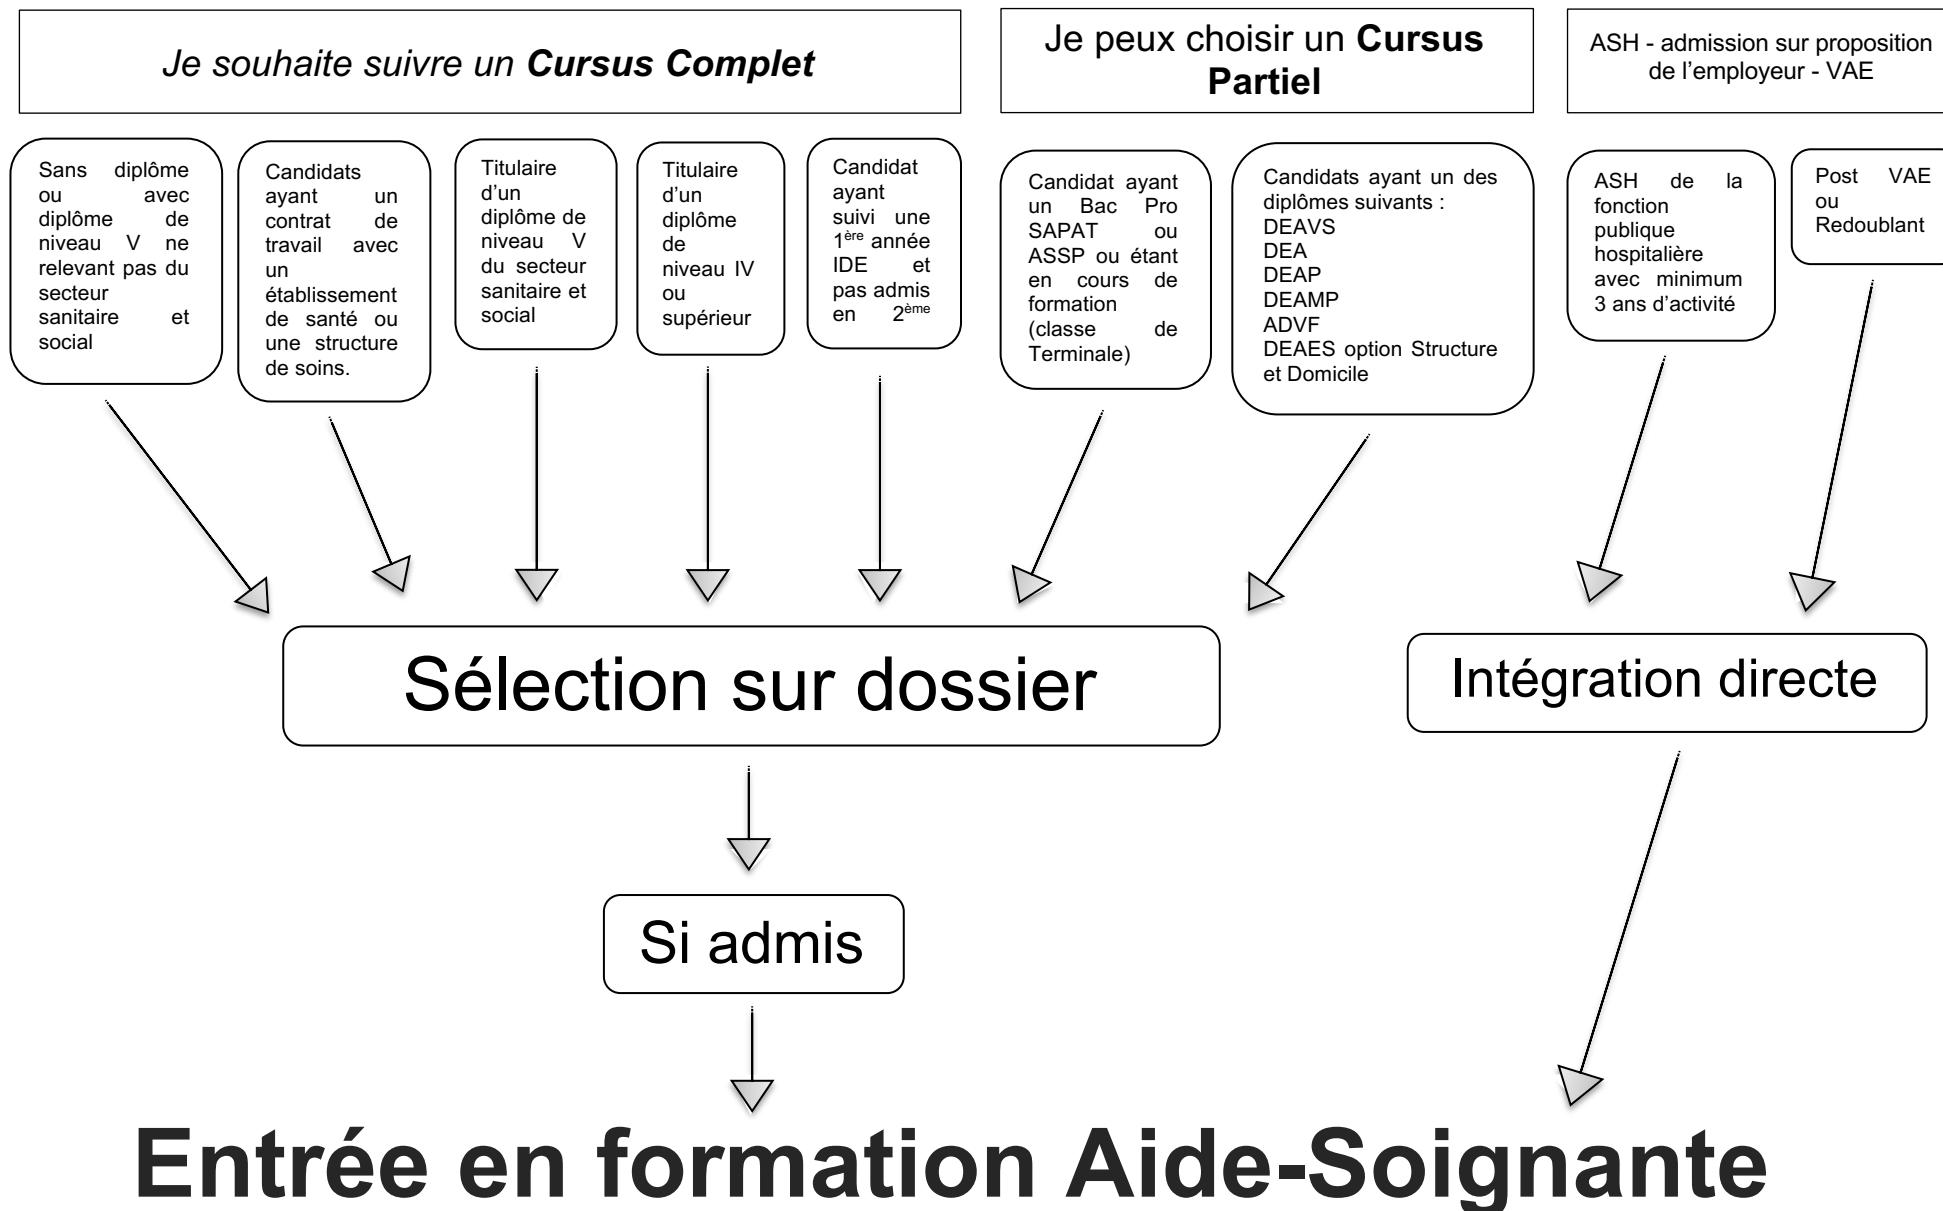 Je souhaite suivre un Cursus Complet
Je peux choisir un Cursus
Partiel
ASH - admission sur proposition
de l'employeur - VAE
Sans diplôme
ou avec
diplôme de
niveau V ne
relevant pas du
secteur
sanitaire et
social
Candidats
ayant un
contrat de
travail avec
un
établissement
de santé ou
une structure
de soins.
Titulaire
d'un
diplôme de
niveau V
du secteur
sanitaire et
social
Titulaire
d'un
diplôme
de
niveau IV
ou
supérieur
Candidat
ayant
suivi une
1ère année
IDE et
pas admis
en 2ème
Candidat ayant
un Bac Pro
SAPAT ou
ASSP ou étant
en cours de
formation
(classe de
Terminale)
Candidats ayant un des
diplômes suivants :
DEAVS
DEA
DEAP
DEAMP
ADVF
DEAES option Structure
et Domicile
ASH de la
fonction
publique
hospitalière
avec minimum
3 ans d'activité
Post VAE
ou
Redoublant
Sélection sur dossier
Intégration directe
Si admis
Entrée en formation Aide-Soignante